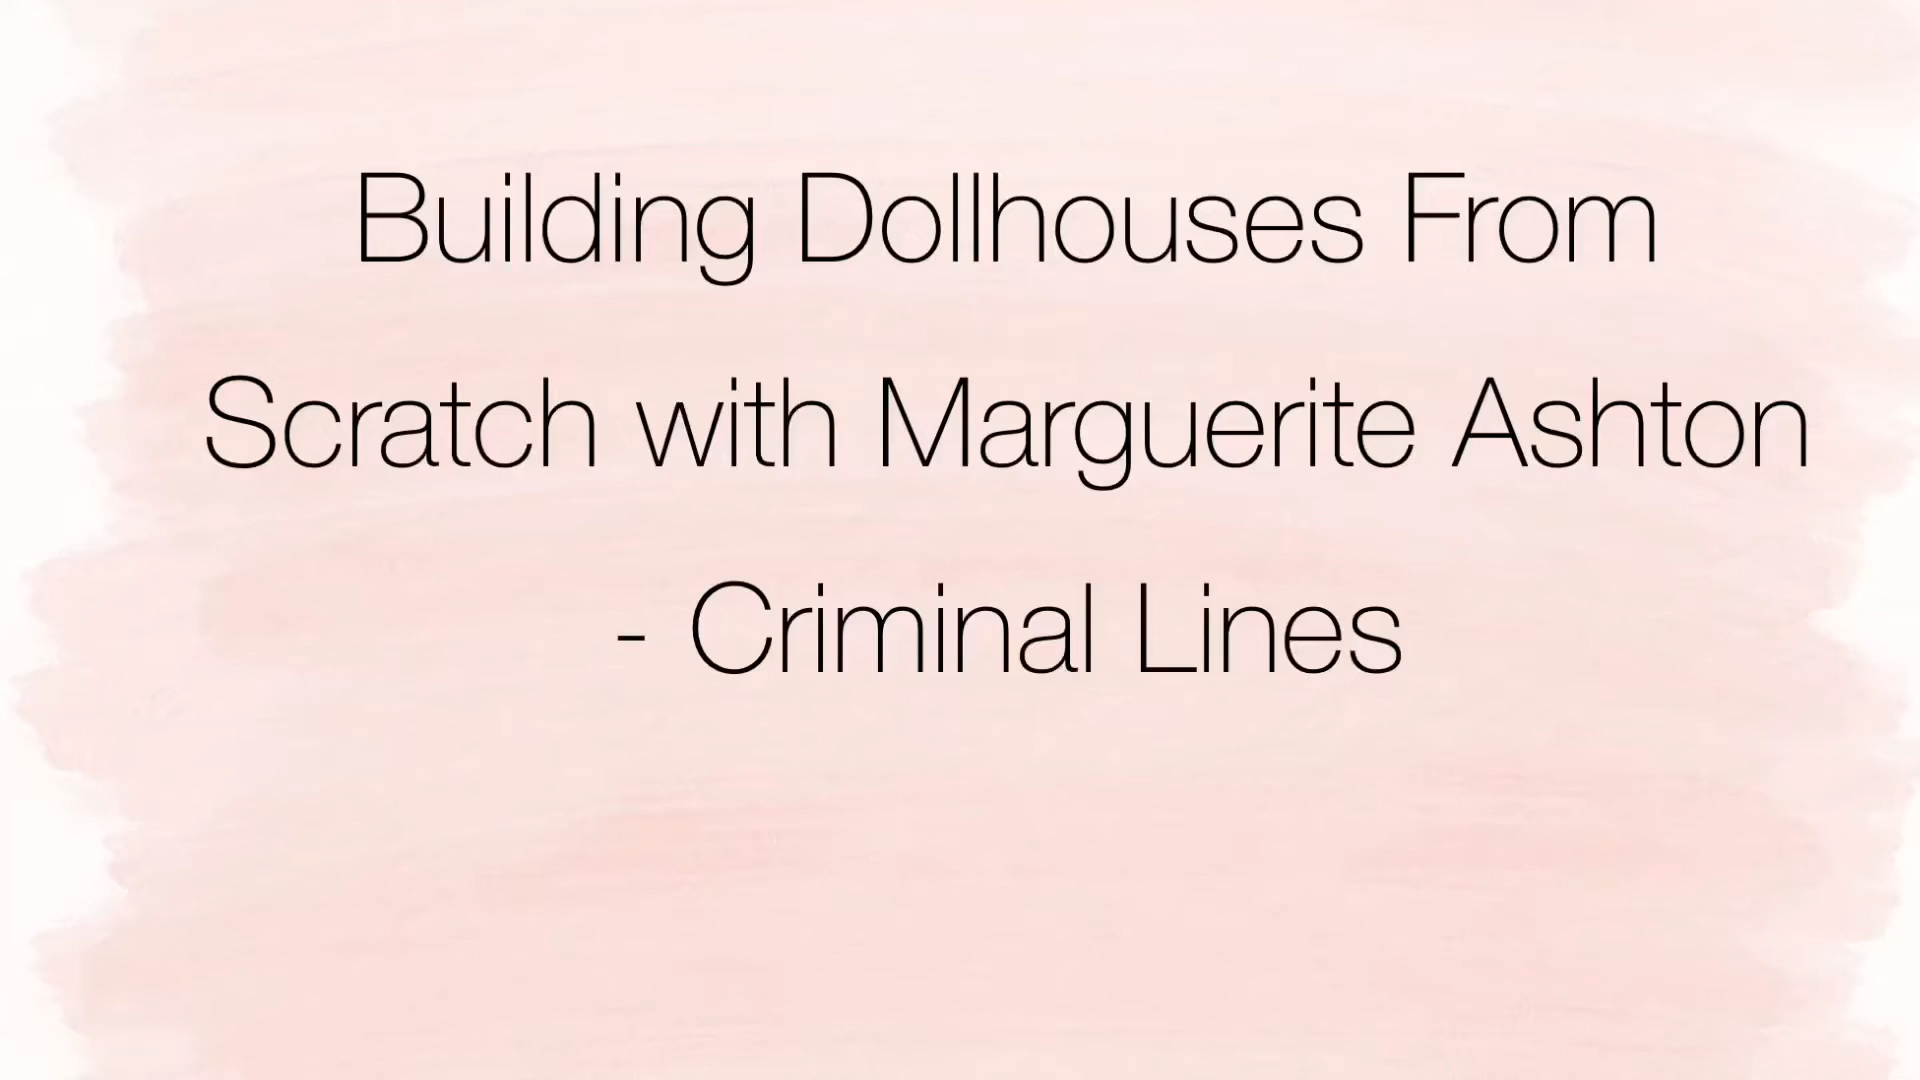 Building Dollhouses From
Scratch with Marguerite Ashton
- Criminal Lines